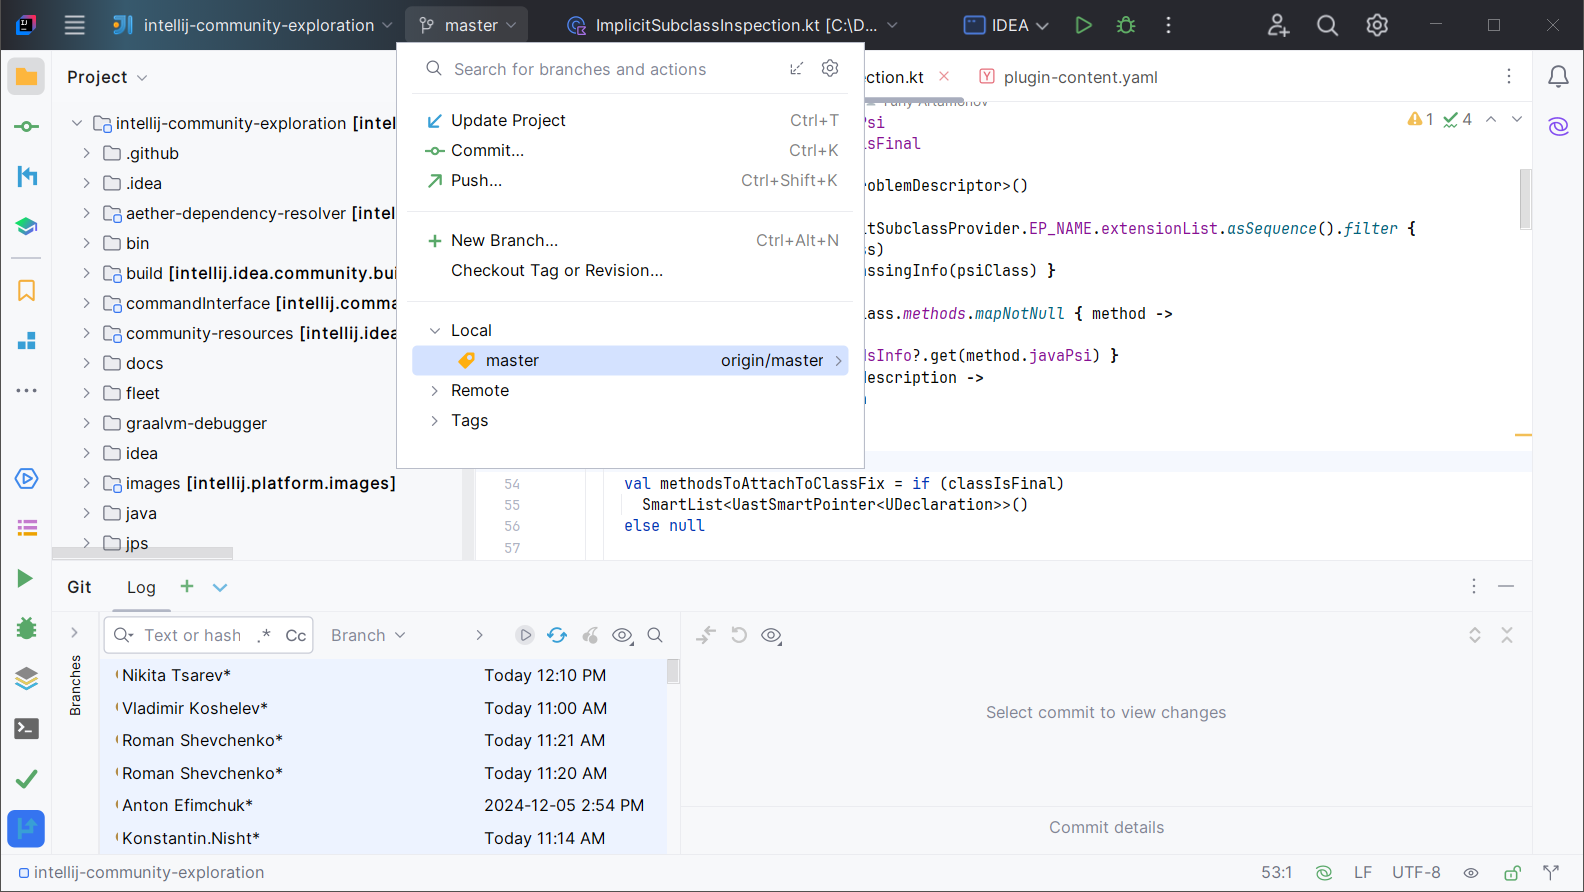 intellij-community-exploration
master
ImplicitSubclassInspection.kt [C:\D...
IDEA
Project
ction.kt
plugin-content.yaml
Search for branches and actions
Update Project Ctrl+T
Commit... Ctrl+K
Push... Ctrl+Shift+K
New Branch... Ctrl+Alt+N
Checkout Tag or Revision...
Local
master origin/master
Remote
Tags
intellij-community-exploration [intel
.github
.idea
aether-dependency-resolver [intel
bin
build [intellij.idea.community.bui
commandInterface [intellij.comma
community-resources [intellij.idea
docs
fleet
graalvm-debugger
idea
images [intellij.platform.images]
java
jps
Yuriy Artamonov
Psi
sFinal
1 4
oblemDescriptor>()
tSubclassProvider.EP_NAME.extensionList.asSequence().filter {
s)
assingInfo(psiClass) }
ass.methods.mapNotNull { method ->
sInfo?.get(method.javaPsi) }
escription ->
54 val methodsToAttachToClassFix = if (classIsFinal)
55 SmartList<UastSmartPointer<UDeclaration>>()
56 else null
57
Git Log
Branches
Text or hash .* Cc
Branch
Nikita Tsarev* Today 12:10 PM
Vladimir Koshelev* Today 11:00 AM
Roman Shevchenko* Today 11:21 AM
Roman Shevchenko* Today 11:20 AM
Anton Efimchuk* 2024-12-05 2:54 PM
Konstantin.Nisht* Today 11:14 AM
Select commit to view changes
Commit details
intellij-community-exploration
53:1 LF UTF-8